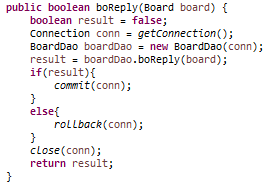 public boolean boReply(Board board) {
    boolean result = false;
    Connection conn = getConnection();
    BoardDao boardDao = new BoardDao(conn);
    result = boardDao.boReply(board);
    if(result){
        commit(conn);
    }
    else{
        rollback(conn);
    }
    close(conn);
    return result;
}